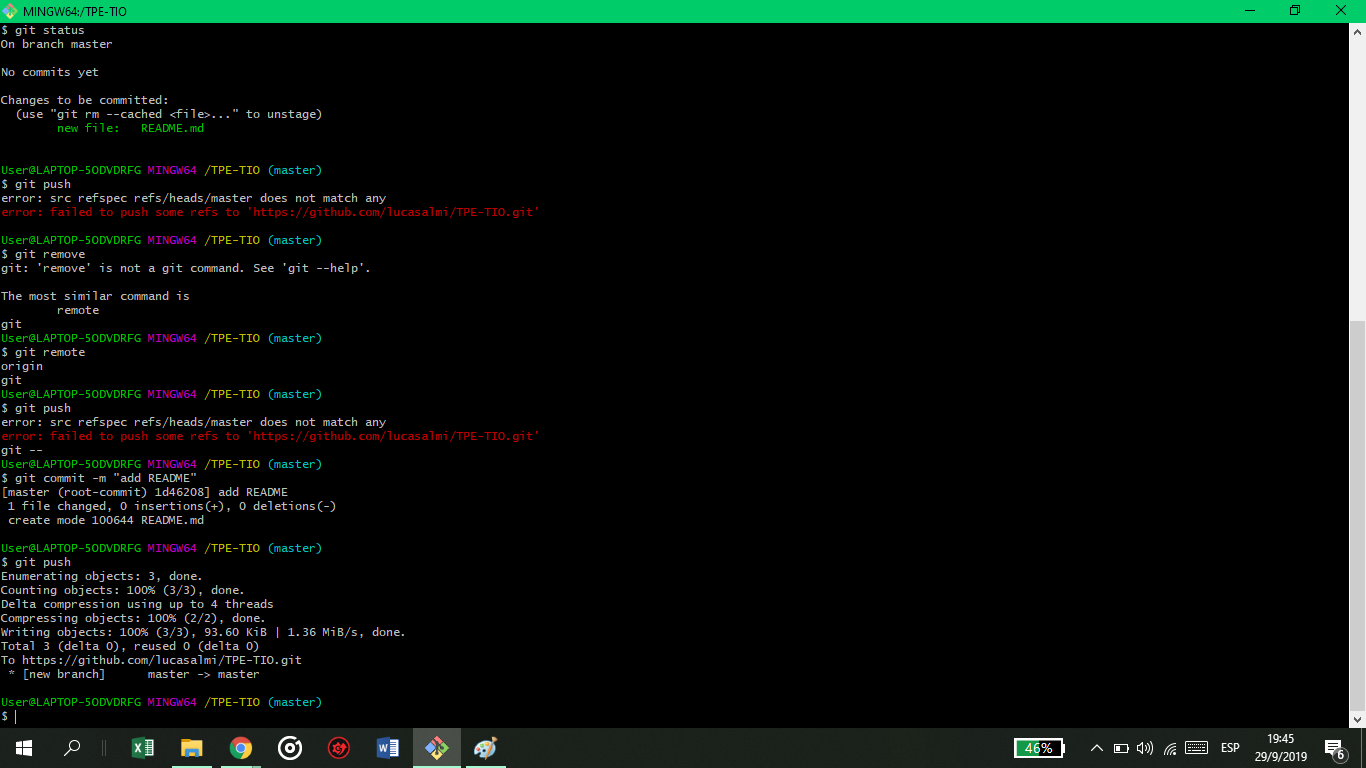 MINGW64:/TPE-TIO
$ git status
On branch master
No commits yet
Changes to be committed:
  (use "git rm --cached <file>..." to unstage)
        new file:   README.md
User@LAPTOP-5ODVDRFG MINGW64 /TPE-TIO (master)
$ git push
error: src refspec refs/heads/master does not match any
error: failed to push some refs to 'https://github.com/lucasalmi/TPE-TIO.git'
User@LAPTOP-5ODVDRFG MINGW64 /TPE-TIO (master)
$ git remove
git: 'remove' is not a git command. See 'git --help'.
The most similar command is
        remote
git
User@LAPTOP-5ODVDRFG MINGW64 /TPE-TIO (master)
$ git remote
origin
git
User@LAPTOP-5ODVDRFG MINGW64 /TPE-TIO (master)
$ git push
error: src refspec refs/heads/master does not match any
error: failed to push some refs to 'https://github.com/lucasalmi/TPE-TIO.git'
git --
User@LAPTOP-5ODVDRFG MINGW64 /TPE-TIO (master)
$ git commit -m "add README"
[master (root-commit) 1d46208] add README
 1 file changed, 0 insertions(+), 0 deletions(-)
 create mode 100644 README.md
User@LAPTOP-5ODVDRFG MINGW64 /TPE-TIO (master)
$ git push
Enumerating objects: 3, done.
Counting objects: 100% (3/3), done.
Delta compression using up to 4 threads
Compressing objects: 100% (2/2), done.
Writing objects: 100% (3/3), 93.60 KiB | 1.36 MiB/s, done.
Total 3 (delta 0), reused 0 (delta 0)
To https://github.com/lucasalmi/TPE-TIO.git
 * [new branch]      master -> master
User@LAPTOP-5ODVDRFG MINGW64 /TPE-TIO (master)
$
46%
ESP
19:45
29/9/2019
6